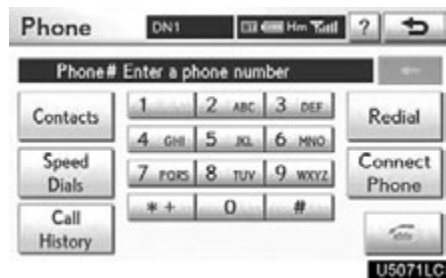 Phone DN1 Hm ?
Phone# Enter a phone number
Contacts 1 2 ABC 3 DEF Redial
4 GHI 5 JKL 6 MNO
Speed Dials 7 PQRS 8 TUV 9 WXYZ Connect Phone
* + 0 #
Call History
U5071LC